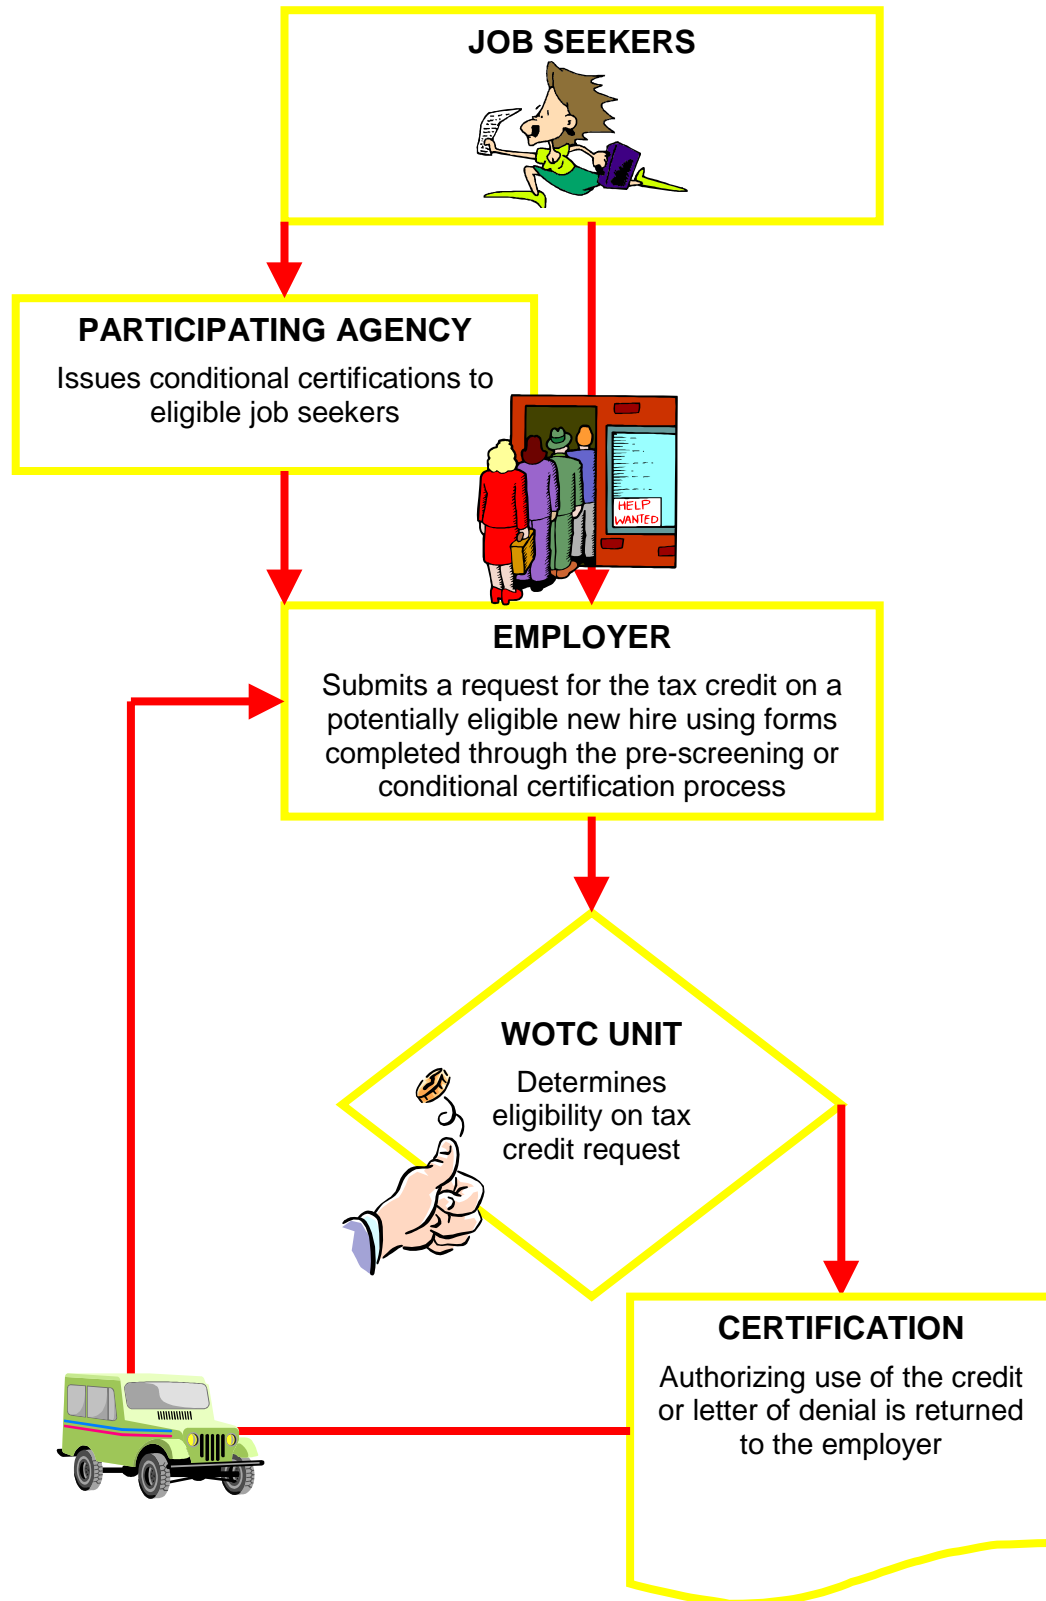 JOB SEEKERS
PARTICIPATING AGENCY
Issues conditional certifications to
eligible job seekers
HELP
WANTED
EMPLOYER
Submits a request for the tax credit on a
potentially eligible new hire using forms
completed through the pre-screening or
conditional certification process
WOTC UNIT
Determines
eligibility on tax
credit request
CERTIFICATION
Authorizing use of the credit
or letter of denial is returned
to the employer